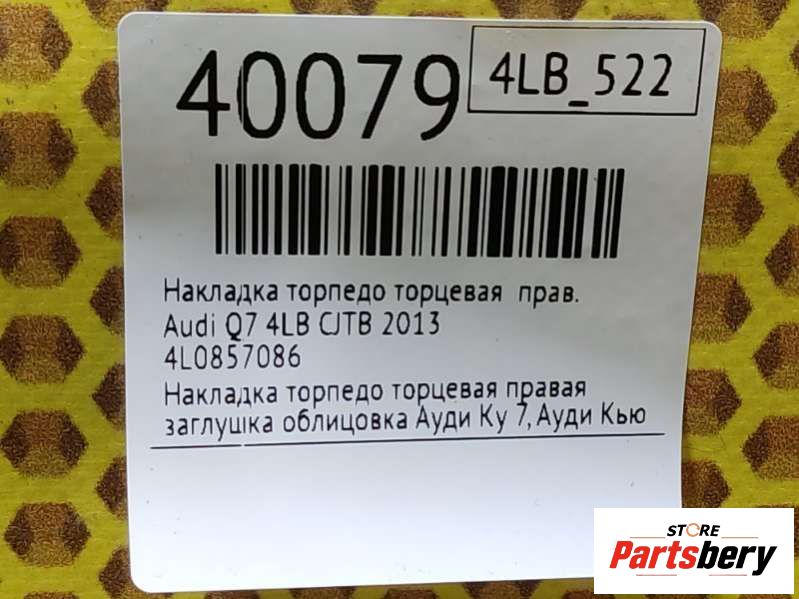 40079
4LB_522
Накладка торпедо торцевая прав.
Audi Q7 4LB CJTB 2013
4L0857086
Накладка торпедо торцевая правая
заглушка облицовка Ауди Ку 7, Ауди Кью
STORE
Partsbery